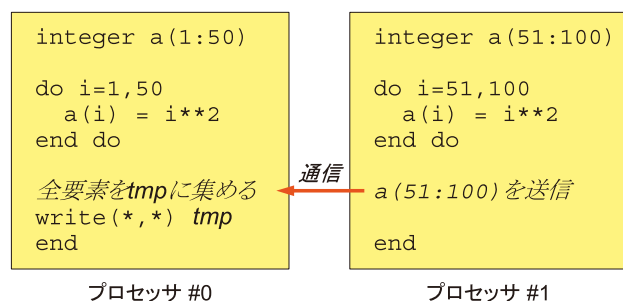 integer a(1:50)
do i=1,50
a(i) = i**2
end do
全要素をtmpに集める
write(*,*) tmp
end
プロセッサ #0
通信
integer a(51:100)
do i=51,100
a(i) = i**2
end do
a(51:100)を送信
end
プロセッサ #1